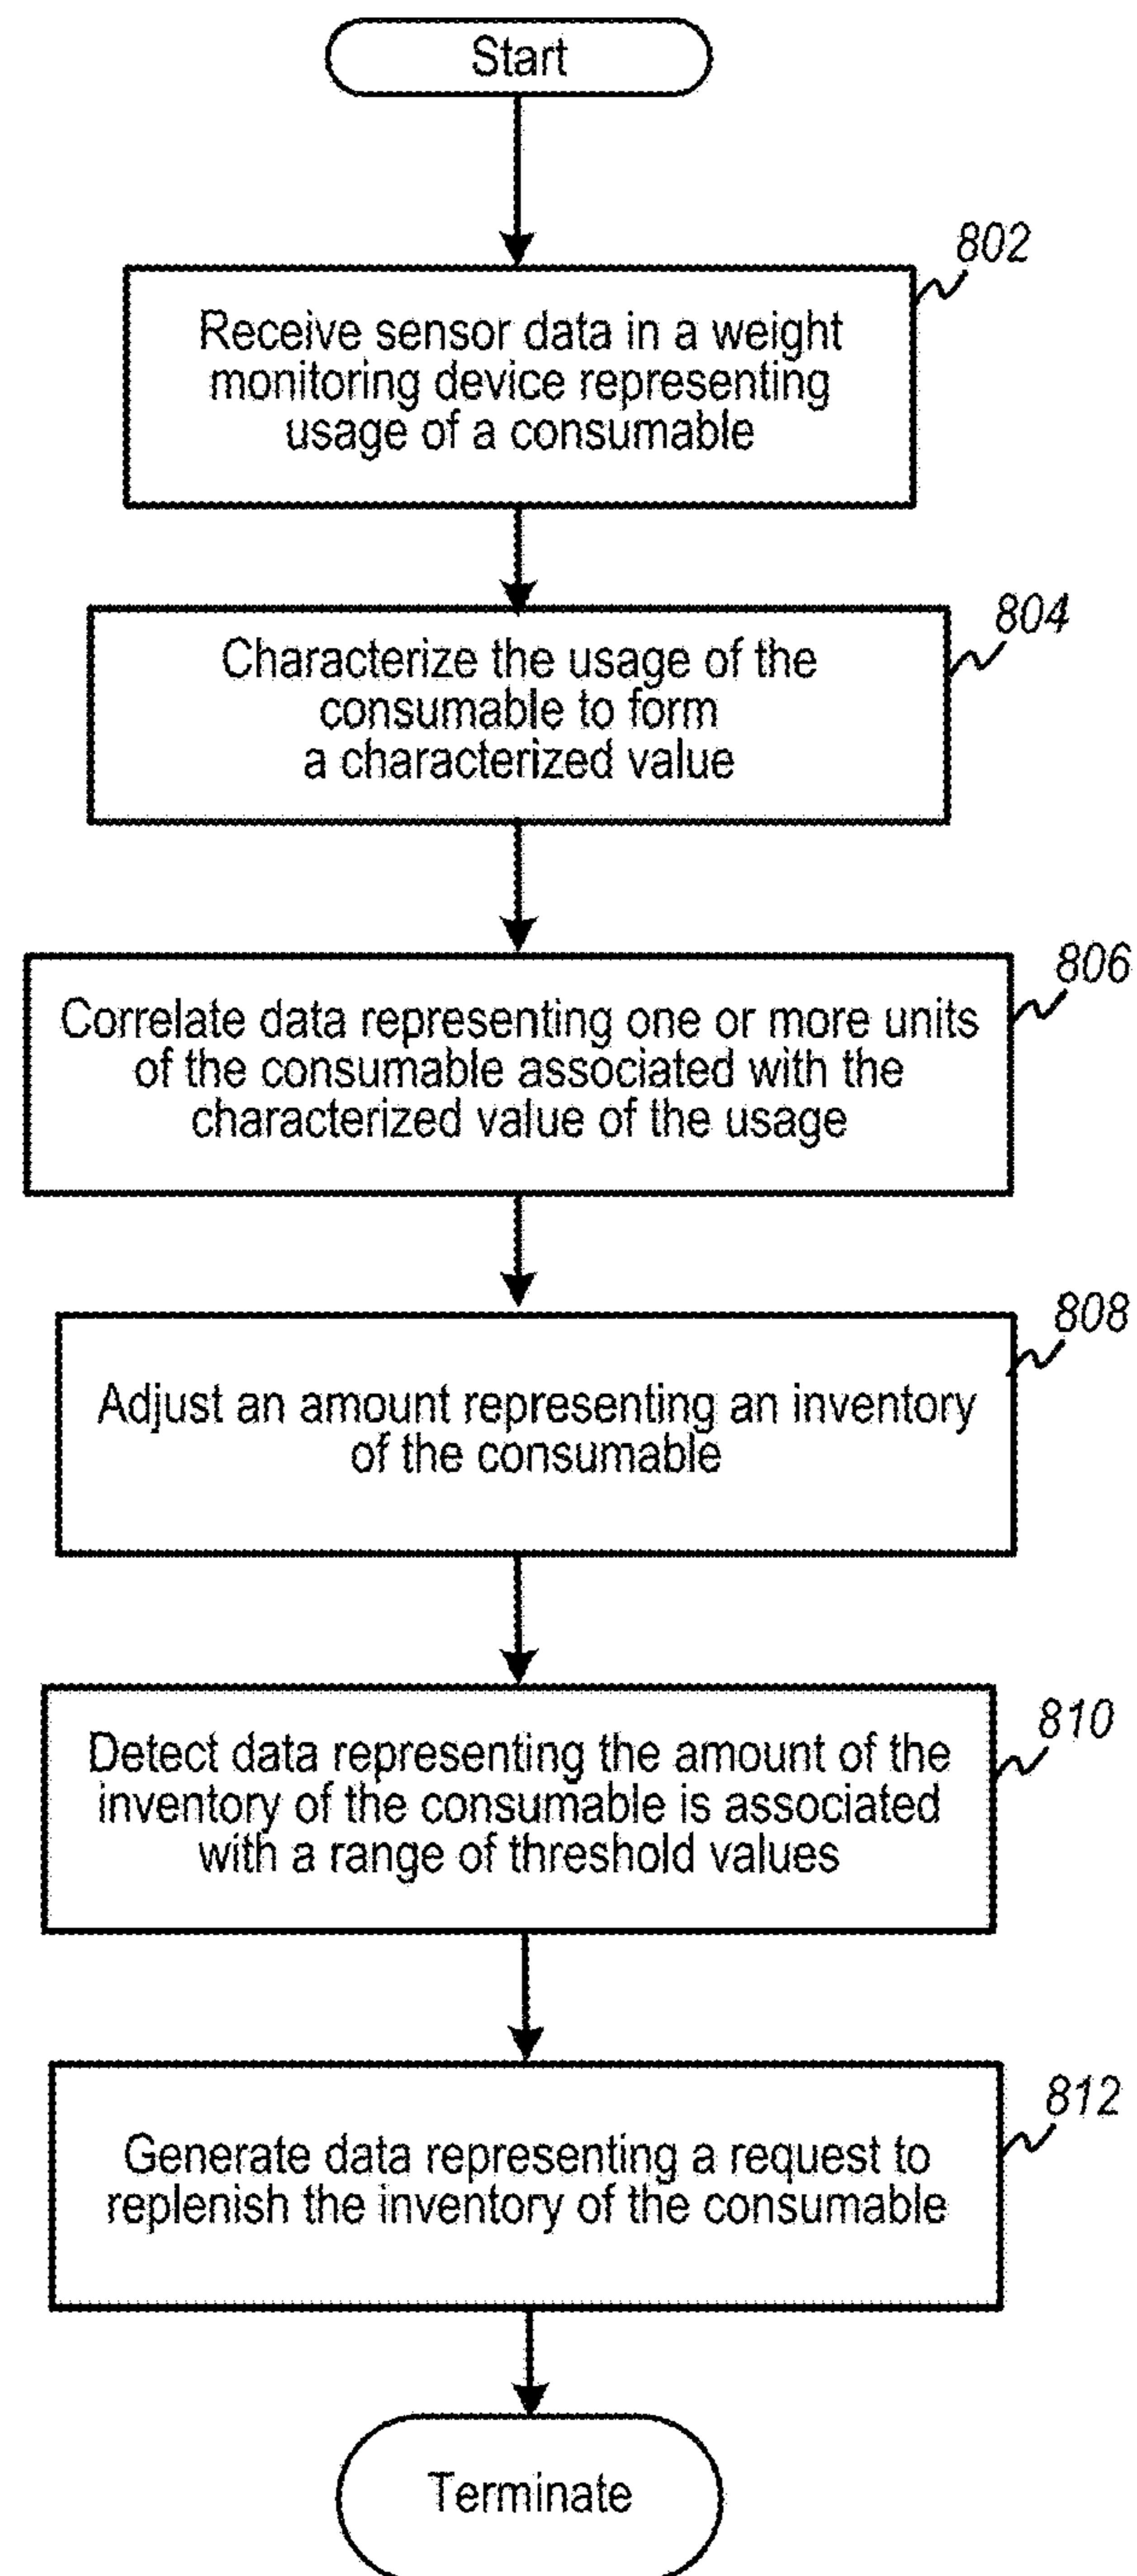 Start
802
Receive sensor data in a weight
monitoring device representing
usage of a consumable
804
Characterize the usage of the
consumable to form
a characterized value
806
Correlate data representing one or more units
of the consumable associated with the
characterized value of the usage
808
Adjust an amount representing an inventory
of the consumable
810
Detect data representing the amount of the
inventory of the consumable is associated
with a range of threshold values
812
Generate data representing a request to
replenish the inventory of the consumable
Terminate